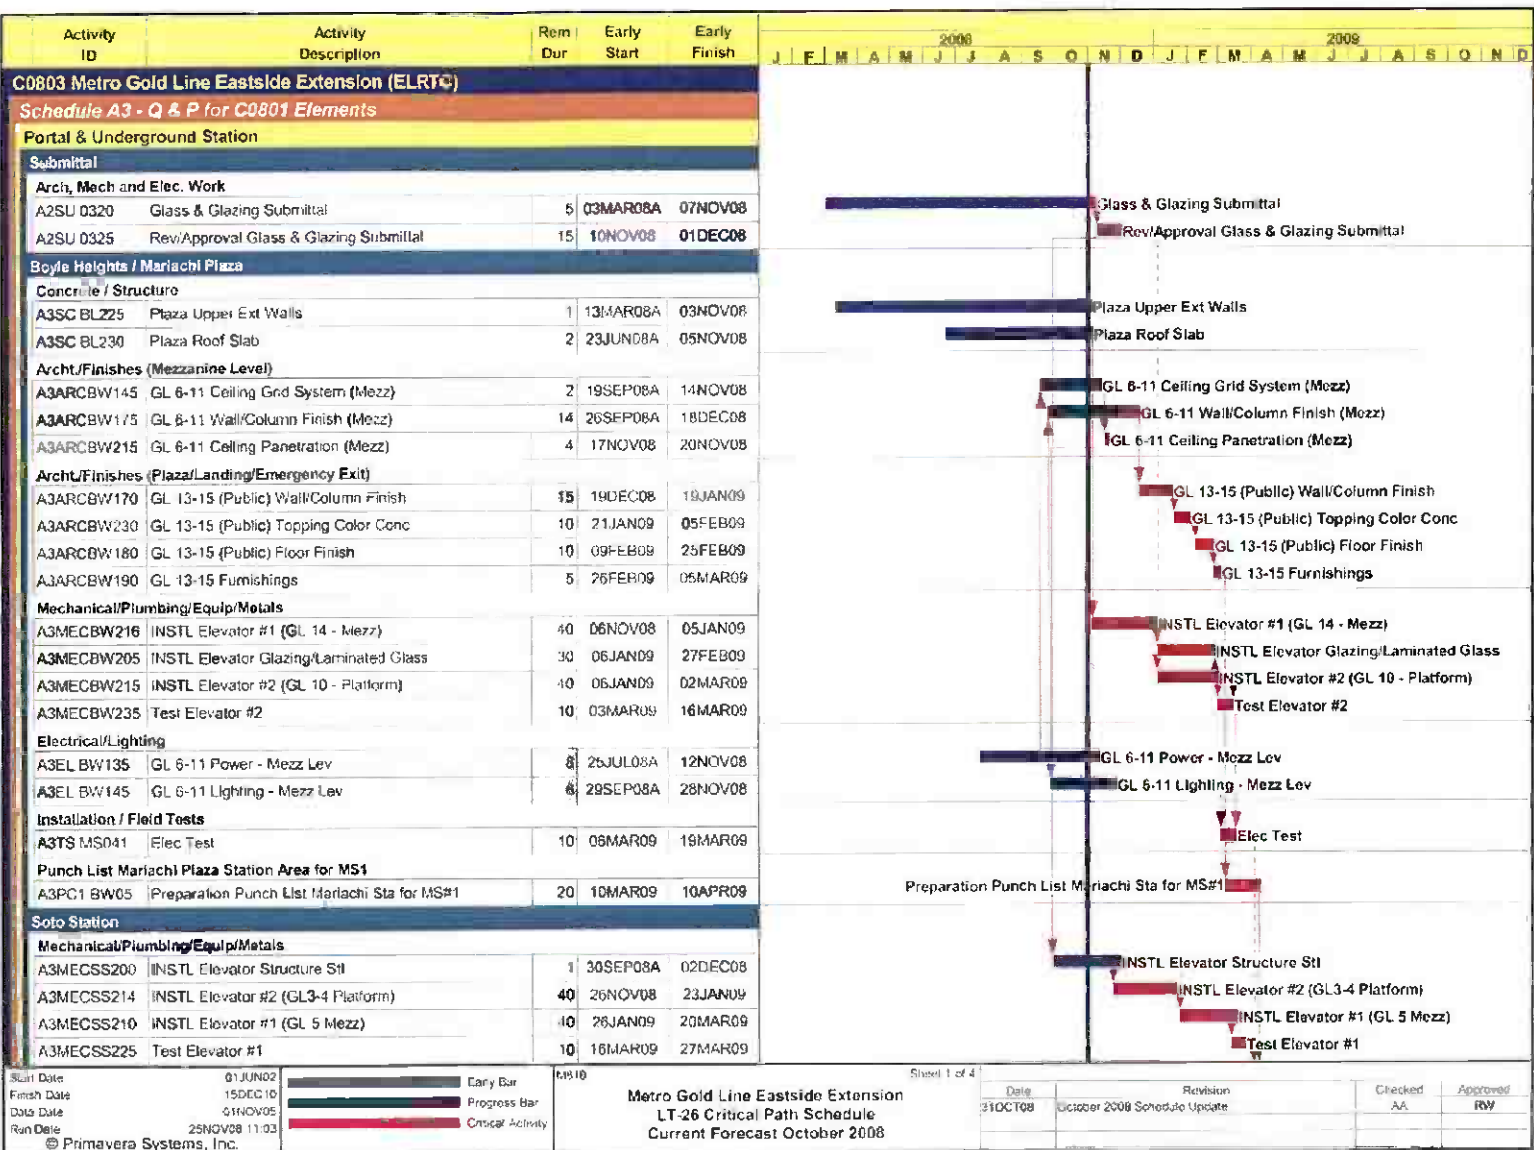 Activity ID Activity Description Rem Dur Early Start Early Finish
2008 2009
J F M A M J J A S O N D J F M A M J J A S O N D
C0803 Metro Gold Line Eastside Extension (ELRTC)
Schedule A3 - Q & P for C0801 Elements
Portal & Underground Station
Submittal
Arch, Mech and Elec. Work
A2SU 0320 Glass & Glazing Submittal 5 03MAR08A 07NOV08 Glass & Glazing Submittal
A2SU 0325 Rev/Approval Glass & Glazing Submittal 15 10NOV08 01DEC08 Rev/Approval Glass & Glazing Submittal
Boyle Heights / Mariachi Plaza
Concrete / Structure
A3SC BL225 Plaza Upper Ext Walls 1 13MAR08A 03NOV08 Plaza Upper Ext Walls
A3SC BL230 Plaza Roof Slab 2 23JUN08A 05NOV08 Plaza Roof Slab
Archt./Finishes (Mezzanine Level)
A3ARCBW145 GL 6-11 Ceiling Grid System (Mezz) 2 19SEP08A 14NOV08 GL 6-11 Ceiling Grid System (Mezz)
A3ARCBW175 GL 6-11 Wall/Column Finish (Mezz) 14 26SEP08A 18DEC08 GL 6-11 Wall/Column Finish (Mezz)
A3ARCBW215 GL 6-11 Ceiling Panetration (Mezz) 4 17NOV08 20NOV08 GL 6-11 Ceiling Panetration (Mezz)
Archt./Finishes (Plaza/Landing/Emergency Exit)
A3ARCBW170 GL 13-15 (Public) Wall/Column Finish 15 19DEC08 19JAN09 GL 13-15 (Public) Wall/Column Finish
A3ARCBW230 GL 13-15 (Public) Topping Color Conc 10 21JAN09 05FEB09 GL 13-15 (Public) Topping Color Conc
A3ARCBW180 GL 13-15 (Public) Floor Finish 10 09FEB09 25FEB09 GL 13-15 (Public) Floor Finish
A3ARCBW190 GL 13-15 Furnishings 5 26FEB09 05MAR09 GL 13-15 Furnishings
Mechanical/Plumbing/Equip/Metals
A3MECBW216 INSTL Elevator #1 (GL 14 - Mezz) 40 06NOV08 05JAN09 INSTL Elevator #1 (GL 14 - Mezz)
A3MECBW205 INSTL Elevator Glazing/Laminated Glass 30 06JAN09 27FEB09 INSTL Elevator Glazing/Laminated Glass
A3MECBW215 INSTL Elevator #2 (GL 10 - Platform) 40 06JAN09 02MAR09 INSTL Elevator #2 (GL 10 - Platform)
A3MECBW235 Test Elevator #2 10 03MAR09 16MAR09 Test Elevator #2
Electrical/Lighting
A3EL BW135 GL 6-11 Power - Mezz Lev 8 25JUL08A 12NOV08 GL 6-11 Power - Mezz Lev
A3EL BW145 GL 6-11 Lighting - Mezz Lev 6 29SEP08A 28NOV08 GL 6-11 Lighting - Mezz Lev
Installation / Field Tests
A3TS MS041 Elec Test 10 06MAR09 19MAR09 Elec Test
Punch List Mariachi Plaza Station Area for MS1
A3PC1 BW05 Preparation Punch List Mariachi Sta for MS#1 20 10MAR09 10APR09 Preparation Punch List Mariachi Sta for MS#1
Soto Station
Mechanical/Plumbing/Equip/Metals
A3MECSS200 INSTL Elevator Structure Stl 1 30SEP08A 02DEC08 INSTL Elevator Structure Stl
A3MECSS214 INSTL Elevator #2 (GL3-4 Platform) 40 26NOV08 23JAN09 INSTL Elevator #2 (GL3-4 Platform)
A3MECSS210 INSTL Elevator #1 (GL 5 Mezz) 40 26JAN09 20MAR09 INSTL Elevator #1 (GL 5 Mezz)
A3MECSS225 Test Elevator #1 10 16MAR09 27MAR09 Test Elevator #1
Start Date 01JUN02
Finish Date 15DEC10
Data Date 01NOV08
Run Date 25NOV08 11:03
© Primavera Systems, Inc.
Early Bar
Progress Bar
Critical Activity
Sheet 1 of 4
Metro Gold Line Eastside Extension
LT-26 Critical Path Schedule
Current Forecast October 2008
Date Revision Checked Approved
31OCT08 October 2008 Schedule Update AA RW